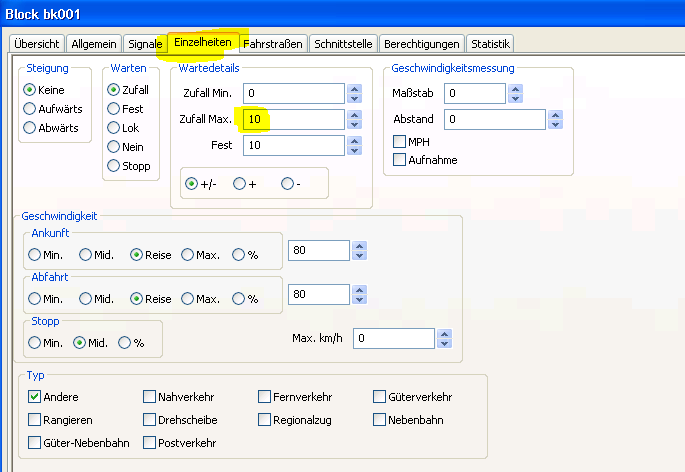 Block bk001
Übersicht Allgemein Signale Einzelheiten Fahrstraßen Schnittstelle Berechtigungen Statistik
Steigung Warten Wartedetails Geschwindigkeitsmessung
Keine Zufall Zufall Min. 0 Maßstab 0
Aufwärts Fest Zufall Max. 10 Abstand 0
Abwärts Lok Fest 10 MPH
Nein Aufnahme
Stopp +/- + -
Geschwindigkeit
Ankunft
Min. Mid. Reise Max. % 80
Abfahrt
Min. Mid. Reise Max. % 80
Stopp
Min. Mid. % Max. km/h 0
Typ
Andere Nahverkehr Fernverkehr Güterverkehr
Rangieren Drehscheibe Regionalzug Nebenbahn
Güter-Nebenbahn Postverkehr